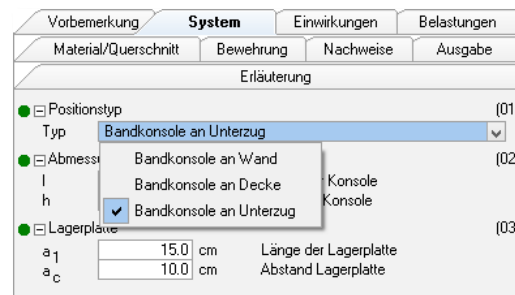 Vorbemerkung System Einwirkungen Belastungen
Material/Querschnitt Bewehrung Nachweise Ausgabe
Erläuterung
Positionstyp (01
Typ Bandkonsole an Unterzug
Bandkonsole an Wand (02
l Bandkonsole an Decke Konsole
h Bandkonsole an Unterzug Konsole
Lagerplatte (03
a1 15.0 cm Länge der Lagerplatte
ac 10.0 cm Abstand Lagerplatte